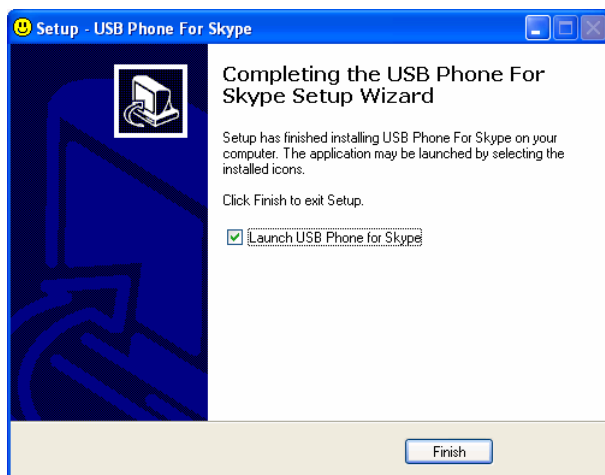 Setup - USB Phone For Skype
Completing the USB Phone For
Skype Setup Wizard
Setup has finished installing USB Phone For Skype on your
computer. The application may be launched by selecting the
installed icons.
Click Finish to exit Setup.
Launch USB Phone for Skype
Finish